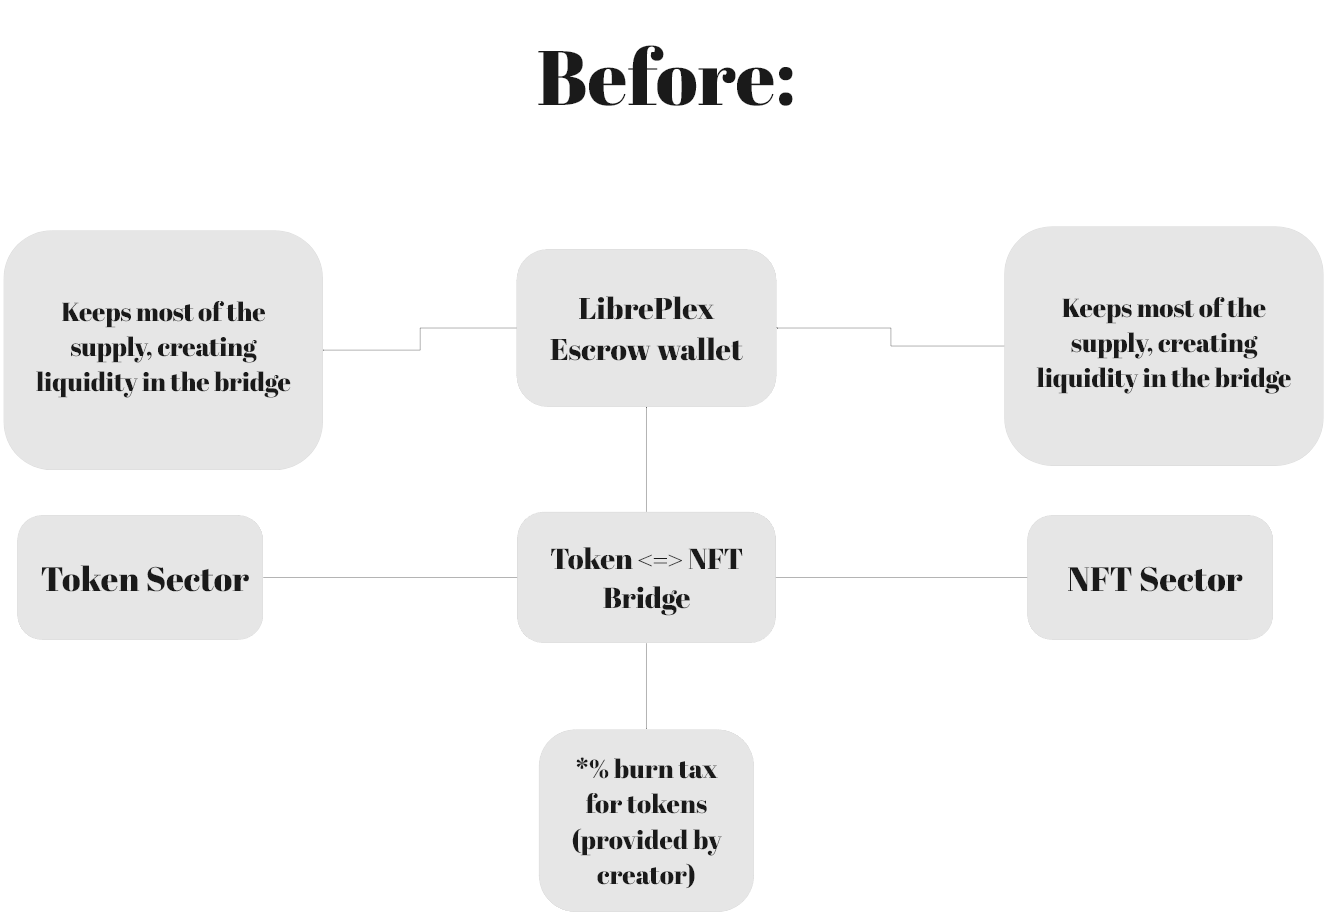 Before:
Keeps most of the
supply, creating
liquidity in the bridge
LibrePlex
Escrow wallet
Keeps most of the
supply, creating
liquidity in the bridge
Token Sector
Token <=> NFT
Bridge
NFT Sector
*% burn tax
for tokens
(provided by
creator)